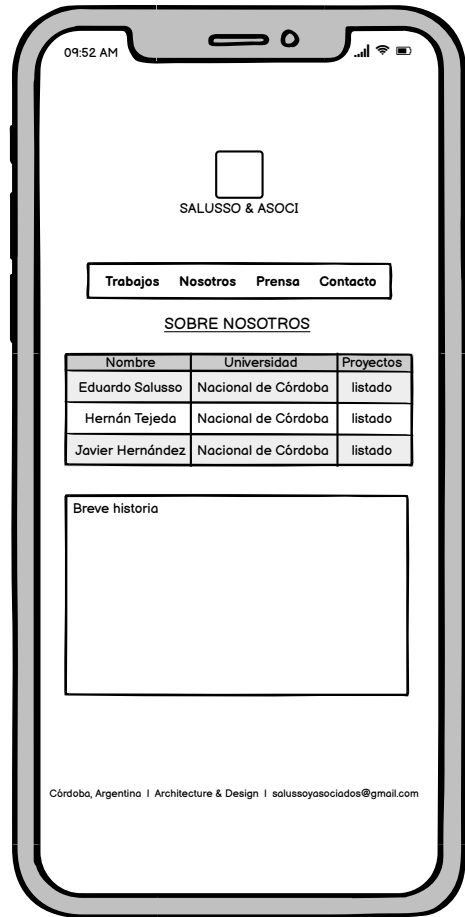 09:52 AM
SALUSSO & ASOCI
Trabajos Nosotros Prensa Contacto
SOBRE NOSOTROS
Nombre Universidad Proyectos
Eduardo Salusso Nacional de Córdoba listado
Hernán Tejeda Nacional de Córdoba listado
Javier Hernández Nacional de Córdoba listado
Breve historia
Córdoba, Argentina | Architecture & Design | salussoyasociados@gmail.com